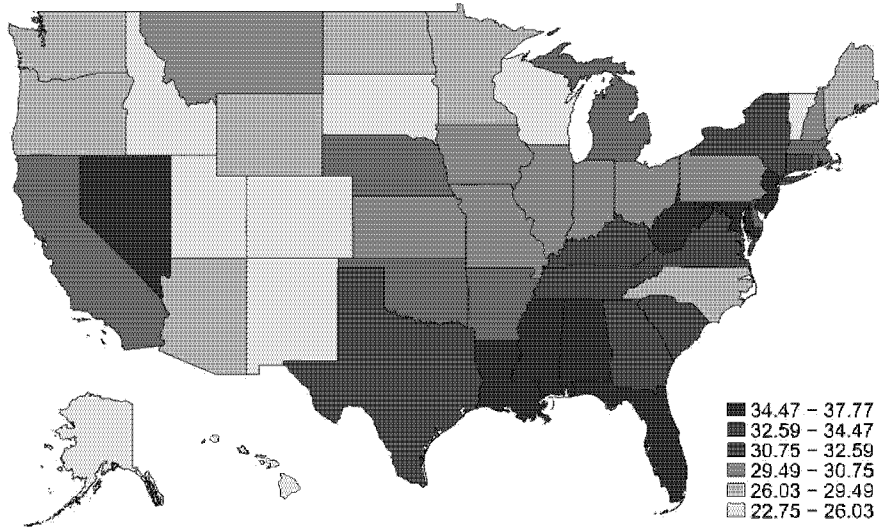 34.47 – 37.77
32.59 – 34.47
30.75 – 32.59
29.49 – 30.75
26.03 – 29.49
22.75 – 26.03